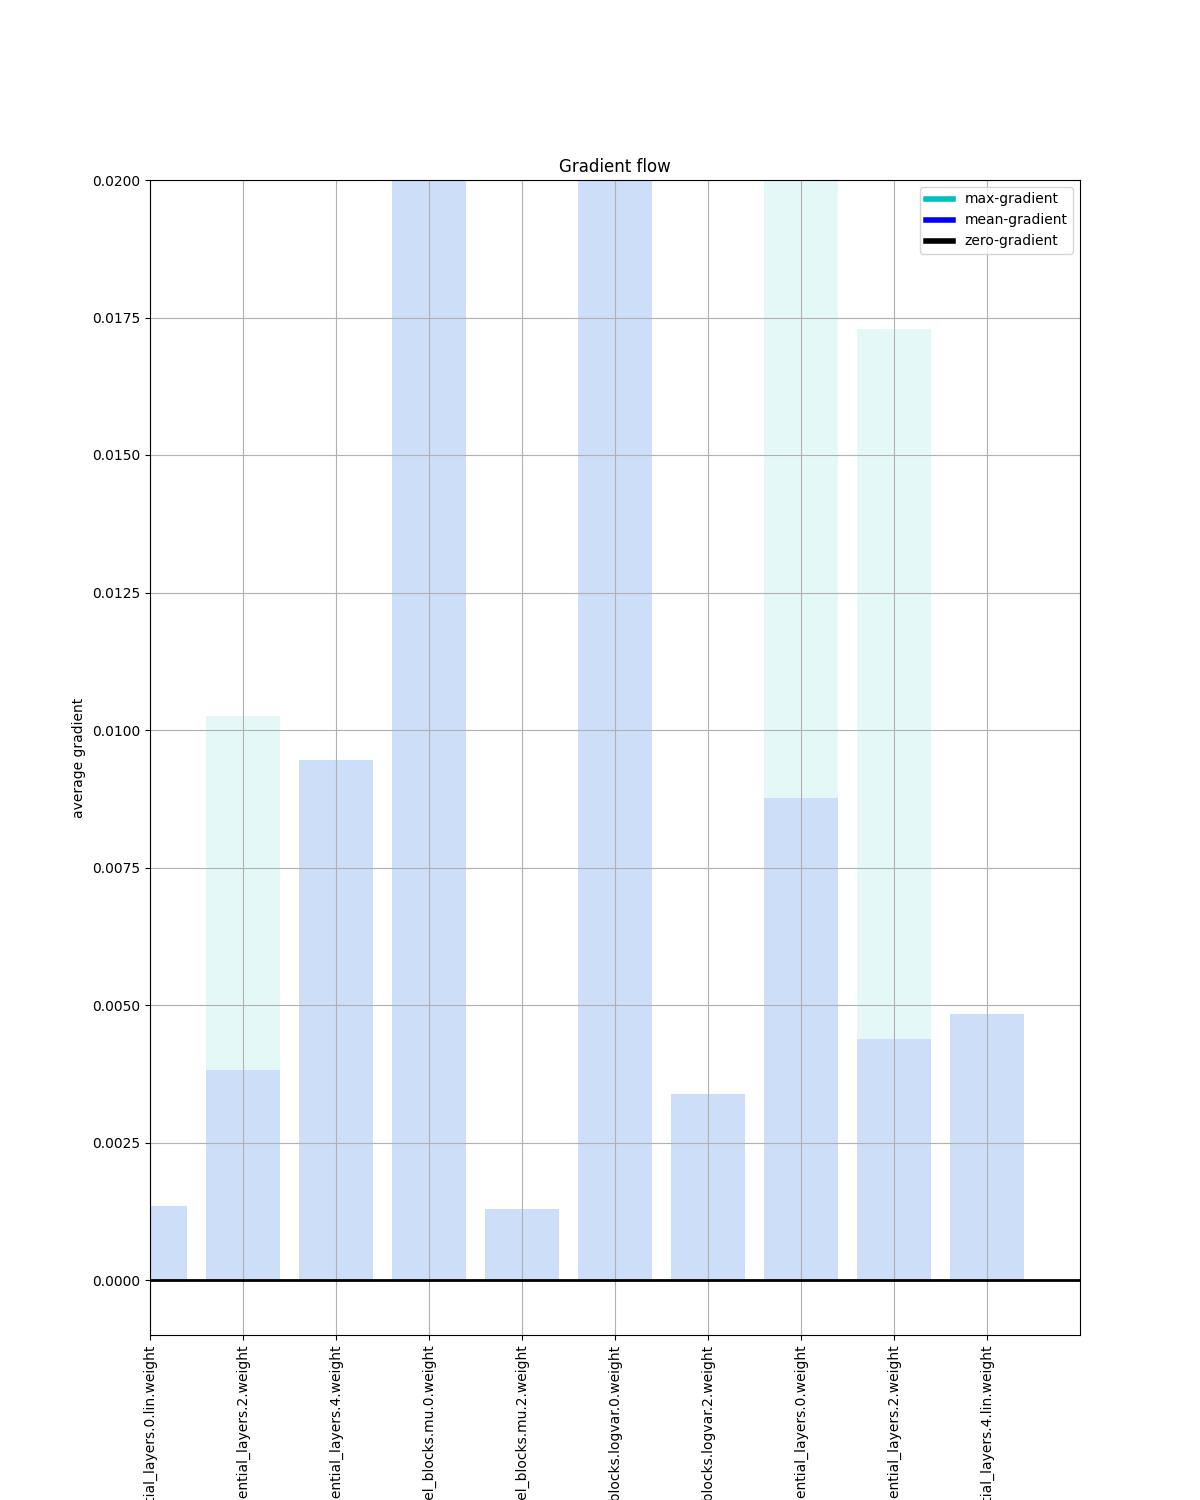 Gradient flow
max-gradient
mean-gradient
zero-gradient
0.0200
0.0175
0.0150
0.0125
0.0100
0.0075
0.0050
0.0025
0.0000
average gradient
tial_layers.0.lin.weight
ential_layers.2.weight
ential_layers.4.weight
el_blocks.mu.0.weight
el_blocks.mu.2.weight
blocks.logvar.0.weight
blocks.logvar.2.weight
ential_layers.0.weight
ential_layers.2.weight
tial_layers.4.lin.weight